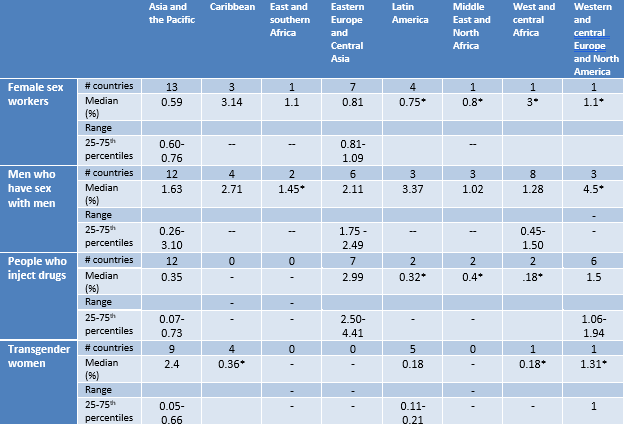 Asia and the Pacific | Caribbean | East and southern Africa | Eastern Europe and Central Asia | Latin America | Middle East and North Africa | West and central Africa | Western and central Europe and North America
Female sex workers | # countries | 13 | 3 | 1 | 7 | 4 | 1 | 1 | 1
Median (%) | 0.59 | 3.14 | 1.1 | 0.81 | 0.75* | 0.8* | 3* | 1.1*
Range
25-75th percentiles | 0.60-0.76 | -- | -- | 0.81-1.09 | | -- | |
Men who have sex with men | # countries | 12 | 4 | 2 | 6 | 3 | 3 | 8 | 3
Median (%) | 1.63 | 2.71 | 1.45* | 2.11 | 3.37 | 1.02 | 1.28 | 4.5*
Range | | | | | | | | -
25-75th percentiles | 0.26-3.10 | -- | -- | 1.75 -2.49 | -- | -- | 0.45-1.50 | -
People who inject drugs | # countries | 12 | 0 | 0 | 7 | 2 | 2 | 2 | 6
Median (%) | 0.35 | - | - | 2.99 | 0.32* | 0.4* | .18* | 1.5
Range | | - | - | | | | |
25-75th percentiles | 0.07-0.73 | - | - | 2.50-4.41 | - | - | | 1.06-1.94
Transgender women | # countries | 9 | 4 | 0 | 0 | 5 | 0 | 1 | 1
Median (%) | 2.4 | 0.36* | - | - | 0.18 | - | 0.18* | 1.31*
Range | | | - | - | | - | |
25-75th percentiles | 0.05-0.66 | | - | - | 0.11-0.21 | - | - | 1